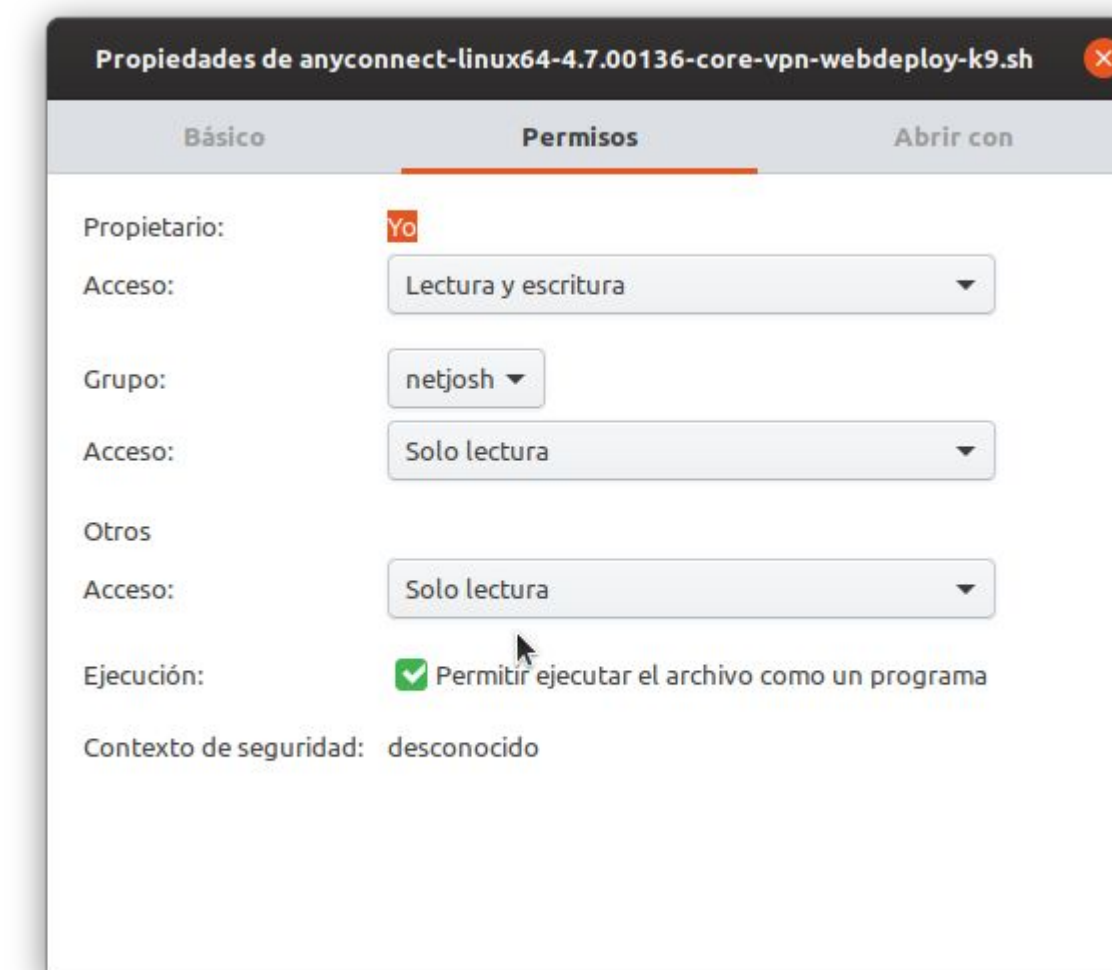 Propiedades de anyconnect-linux64-4.7.00136-core-vpn-webdeploy-k9.sh
Básico Permisos Abrir con
Propietario: Yo
Acceso: Lectura y escritura
Grupo: netjosh
Acceso: Solo lectura
Otros
Acceso: Solo lectura
Ejecución: Permitir ejecutar el archivo como un programa
Contexto de seguridad: desconocido